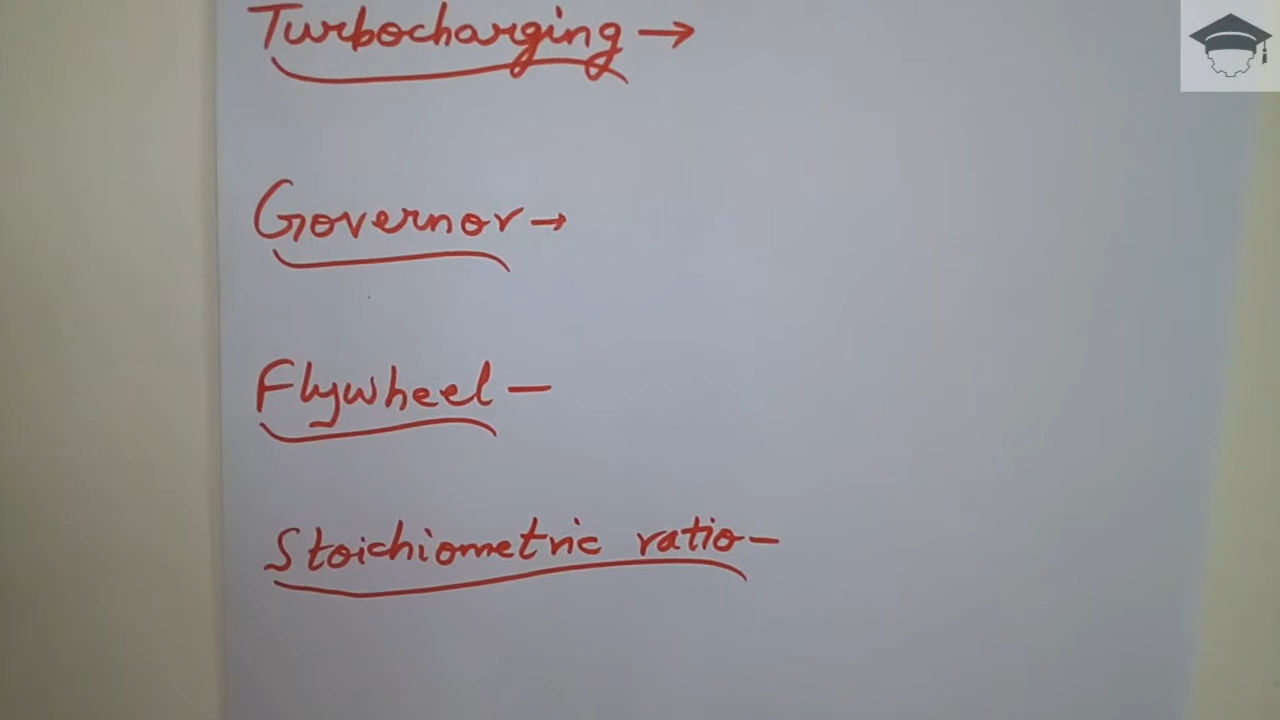 Turbocharging →
Governor →
Flywheel —
Stoichiometric ratio —